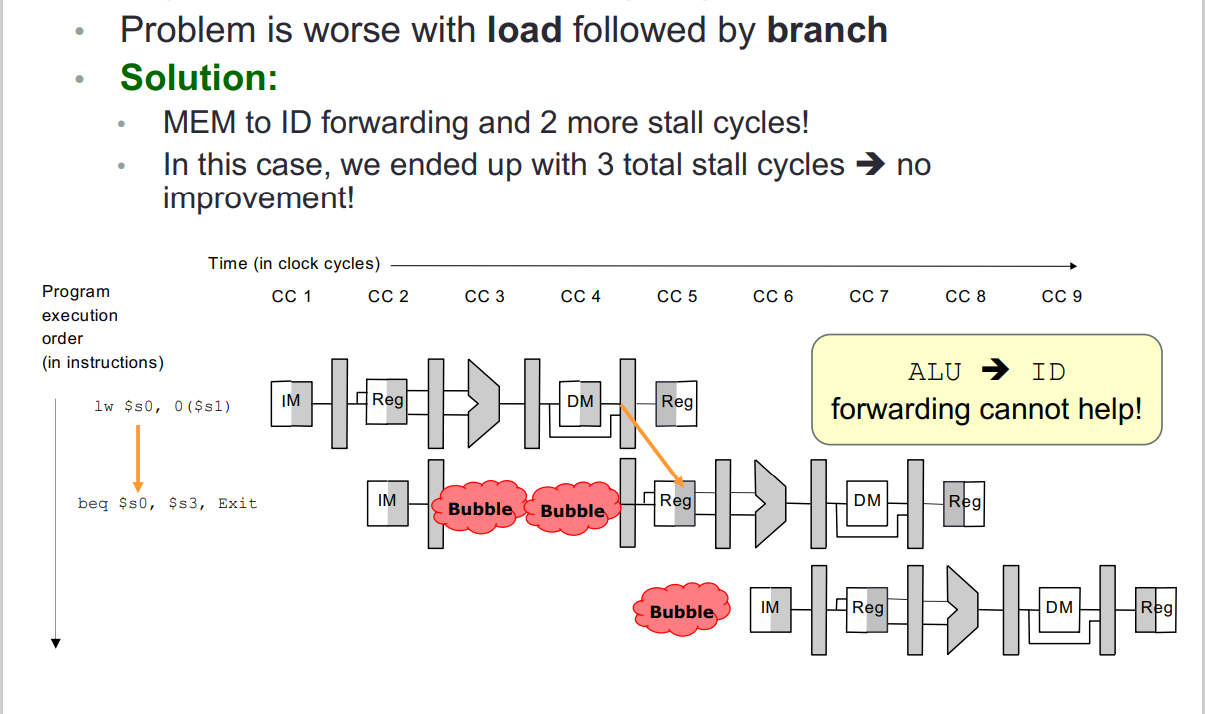 Problem is worse with load followed by branch
Solution:
MEM to ID forwarding and 2 more stall cycles!
In this case, we ended up with 3 total stall cycles ➔ no
improvement!
Time (in clock cycles)
Program
execution
order
(in instructions)
CC 1 CC 2 CC 3 CC 4 CC 5 CC 6 CC 7 CC 8 CC 9
ALU ➔ ID
forwarding cannot help!
lw $s0, 0($s1)
IM Reg DM Reg
beq $s0, $s3, Exit
IM Bubble Bubble Reg DM Reg
Bubble IM Reg DM Reg